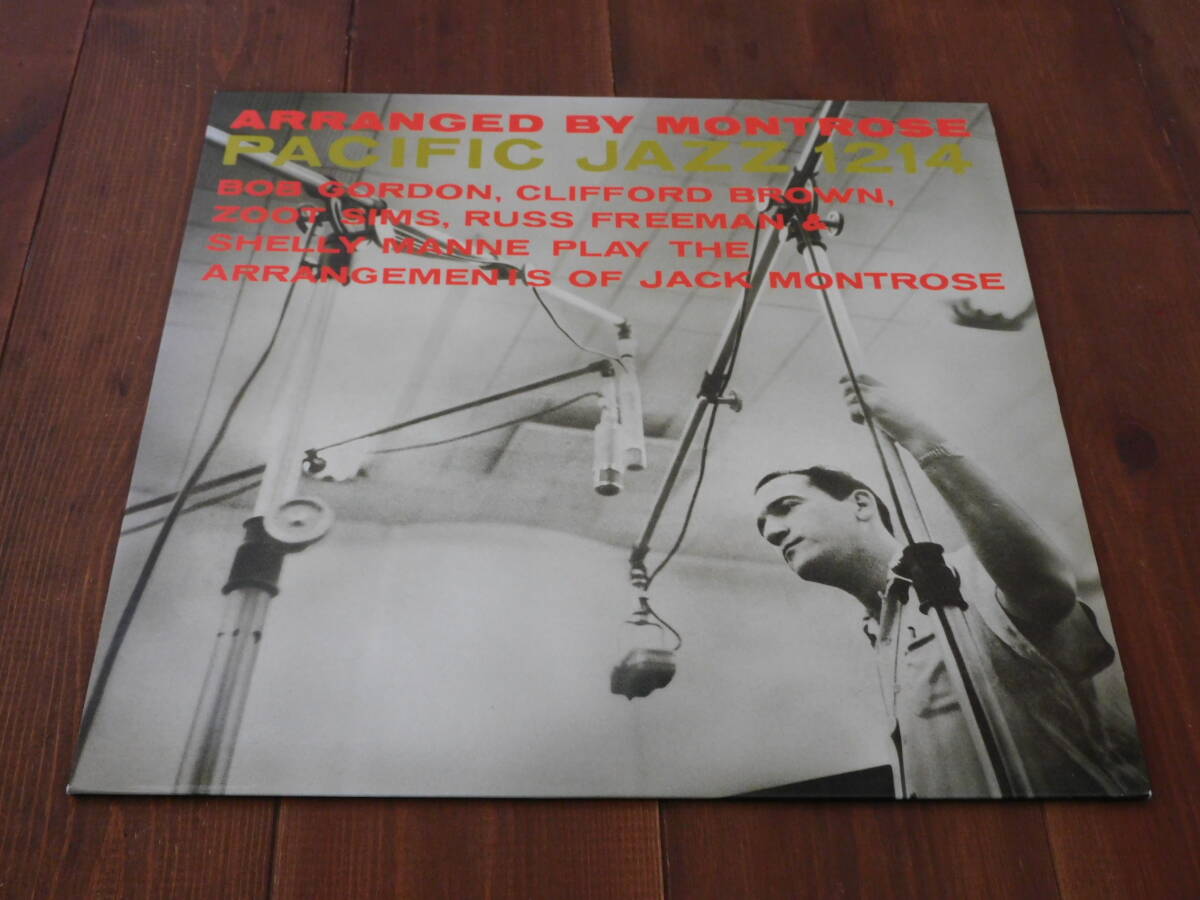 ARRANGED BY MONTROSE
PACIFIC JAZZ 1214
BOB GORDON, CLIFFORD BROWN,
ZOOT SIMS, RUSS FREEMAN &
SHELLY MANNE PLAY THE
ARRANGEMENTS OF JACK MONTROSE